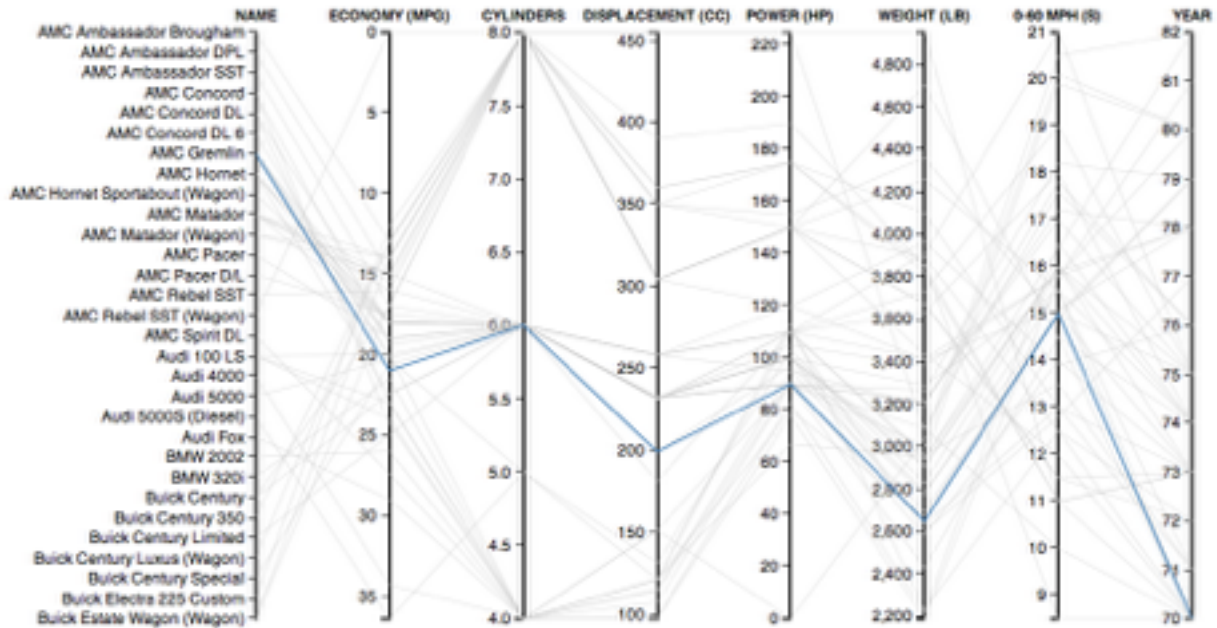 NAME ECONOMY (MPG) CYLINDERS DISPLACEMENT (CC) POWER (HP) WEIGHT (LB) 0-60 MPH (S) YEAR
AMC Ambassador Brougham
AMC Ambassador DPL
AMC Ambassador SST
AMC Concord
AMC Concord DL
AMC Concord DL 6
AMC Gremlin
AMC Hornet
AMC Hornet Sportabout (Wagon)
AMC Matador
AMC Matador (Wagon)
AMC Pacer
AMC Pacer D/L
AMC Rebel SST
AMC Rebel SST (Wagon)
AMC Spirit DL
Audi 100 LS
Audi 4000
Audi 5000
Audi 5000S (Diesel)
Audi Fox
BMW 2002
BMW 320i
Buick Century
Buick Century 350
Buick Century Limited
Buick Century Luxus (Wagon)
Buick Century Special
Buick Electra 225 Custom
Buick Estate Wagon (Wagon)
0
5
10
15
20
25
30
35
8.0
7.5
7.0
6.5
6.0
5.5
5.0
4.5
4.0
450
400
350
300
250
200
150
100
220
200
180
160
140
120
100
80
60
40
20
0
4,800
4,600
4,400
4,200
4,000
3,800
3,600
3,400
3,200
3,000
2,800
2,600
2,400
2,200
21
20
19
18
17
16
15
14
13
12
11
10
9
82
81
80
79
78
77
76
75
74
73
72
71
70